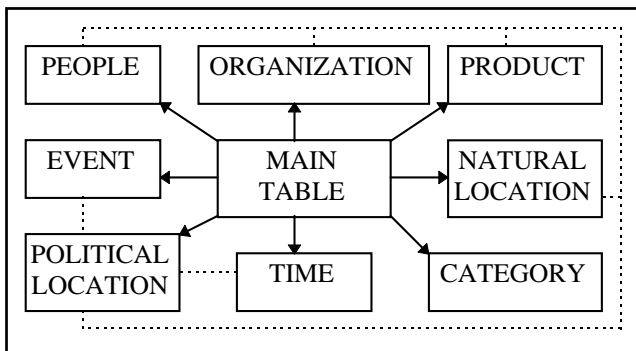 PEOPLE
ORGANIZATION
PRODUCT
EVENT
MAIN
TABLE
NATURAL
LOCATION
POLITICAL
LOCATION
TIME
CATEGORY